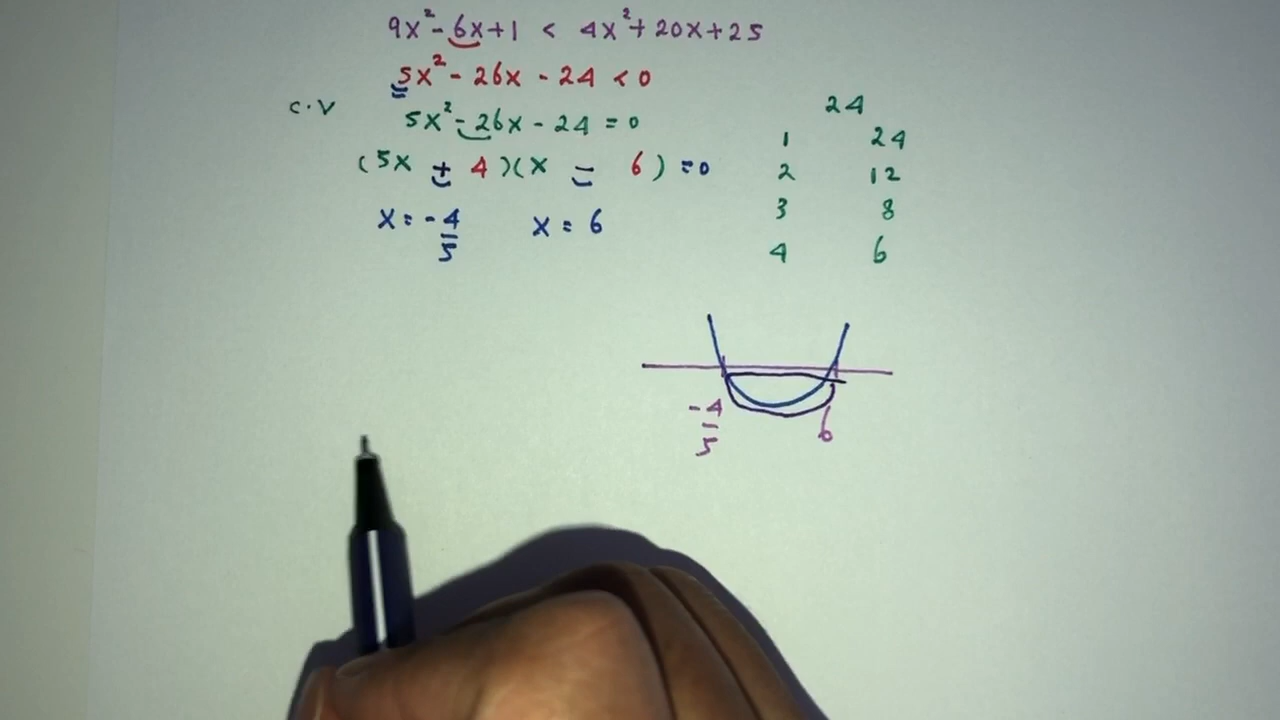 9x²-6x+1 < 4x²+20x+25
5x² - 26x - 24 < 0
C.V 5x²-26x-24 = 0
(5x + 4)(x - 6) = 0
x = -4/5 x = 6
24
1 24
2 12
3 8
4 6
-4/5 6